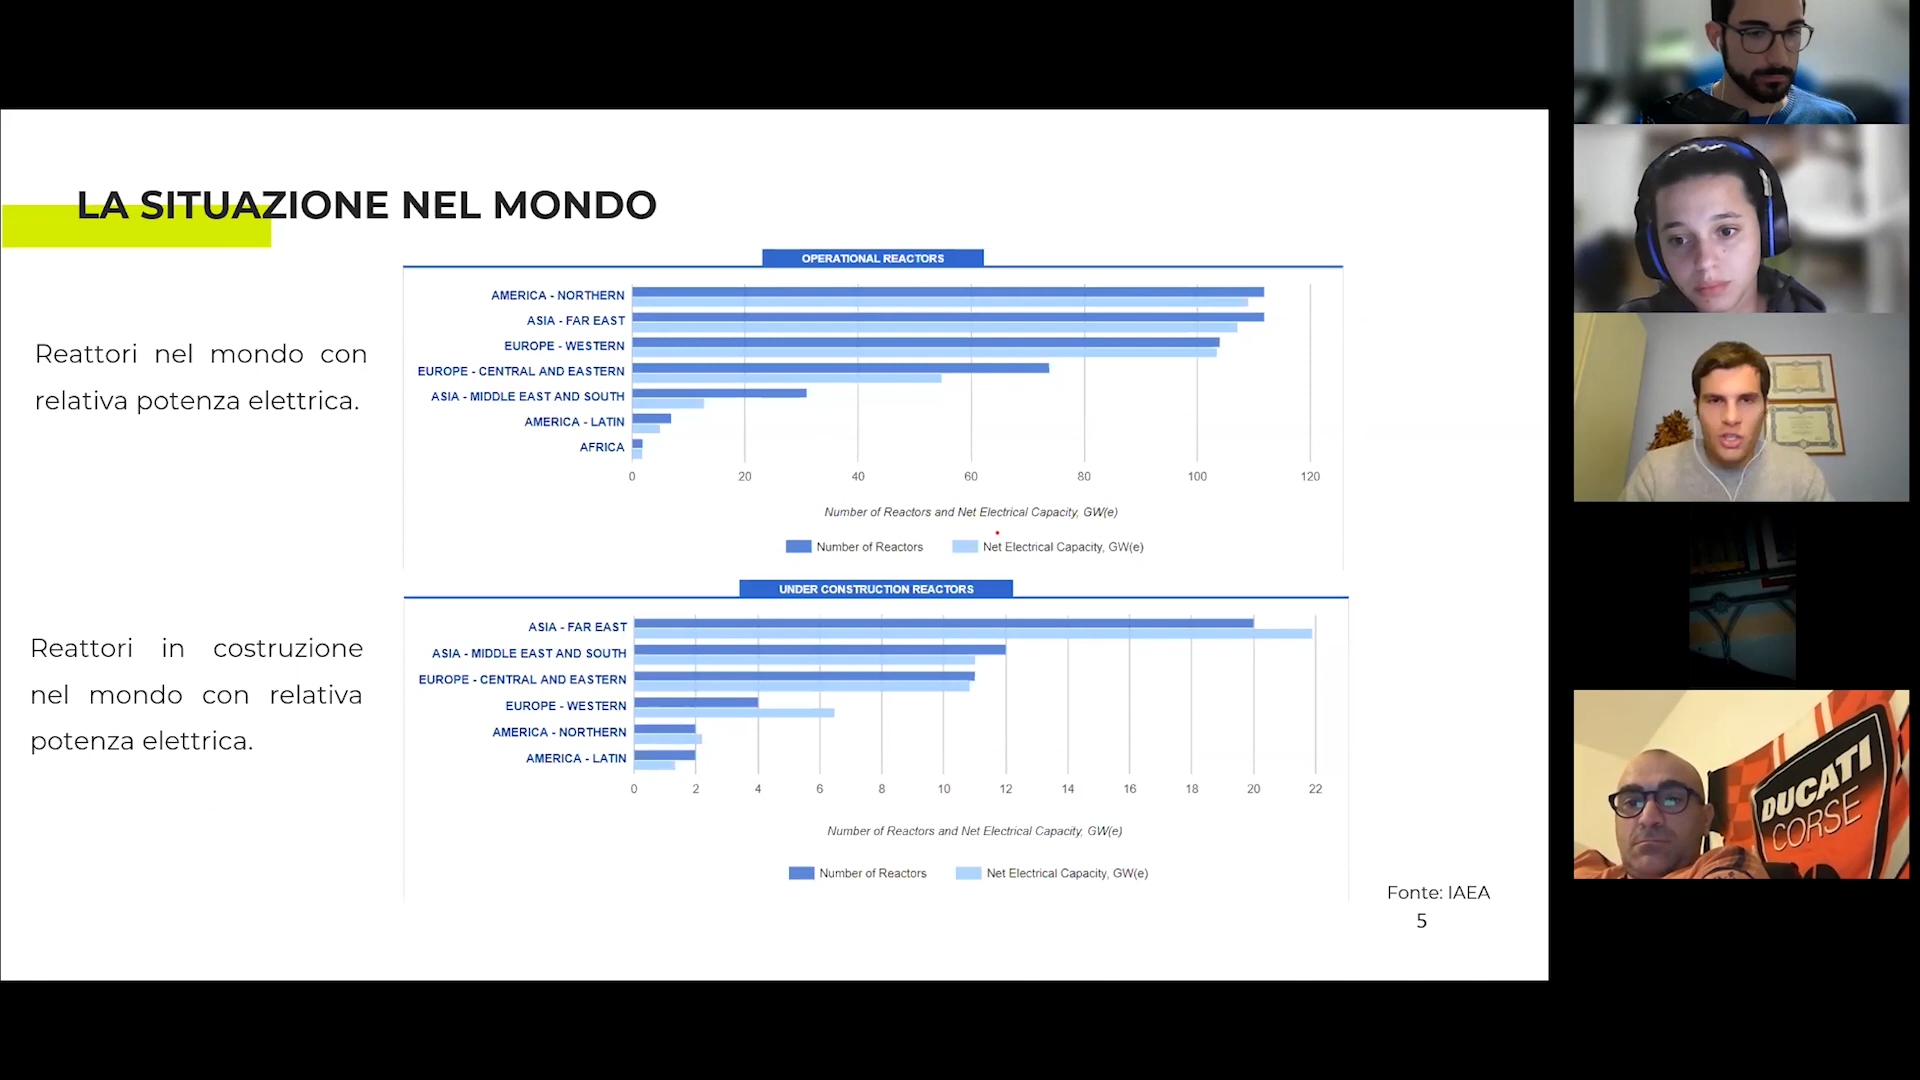 LA SITUAZIONE NEL MONDO
Reattori nel mondo con
relativa potenza elettrica.
OPERATIONAL REACTORS
AMERICA - NORTHERN
ASIA - FAR EAST
EUROPE - WESTERN
EUROPE - CENTRAL AND EASTERN
ASIA - MIDDLE EAST AND SOUTH
AMERICA - LATIN
AFRICA
0 20 40 60 80 100 120
Number of Reactors and Net Electrical Capacity, GW(e)
Number of Reactors Net Electrical Capacity, GW(e)
Reattori in costruzione
nel mondo con relativa
potenza elettrica.
UNDER CONSTRUCTION REACTORS
ASIA - FAR EAST
ASIA - MIDDLE EAST AND SOUTH
EUROPE - CENTRAL AND EASTERN
EUROPE - WESTERN
AMERICA - NORTHERN
AMERICA - LATIN
0 2 4 6 8 10 12 14 16 18 20 22
Number of Reactors and Net Electrical Capacity, GW(e)
Number of Reactors Net Electrical Capacity, GW(e)
Fonte: IAEA
5
DUCATI
CORSE